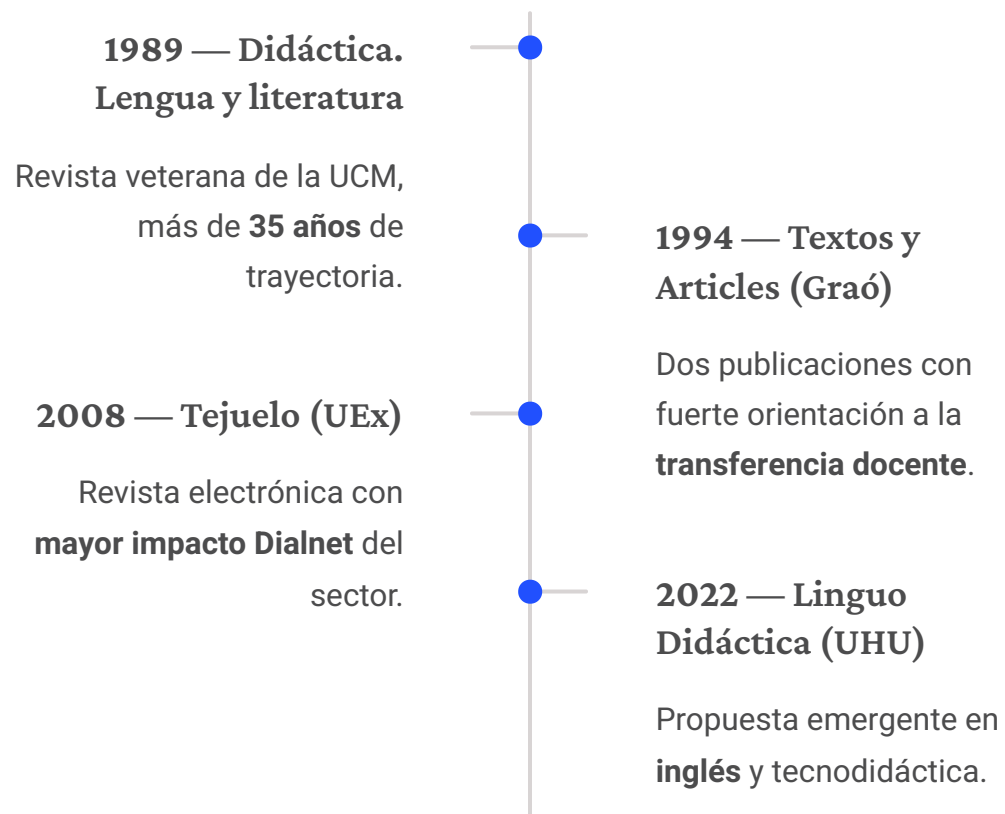 1989 — Didáctica.
Lengua y literatura
Revista veterana de la UCM,
más de 35 años de
trayectoria.
1994 — Textos y
Articles (Graó)
Dos publicaciones con
fuerte orientación a la
transferencia docente.
2008 — Tejuelo (UEx)
Revista electrónica con
mayor impacto Dialnet del
sector.
2022 — Linguo
Didáctica (UHU)
Propuesta emergente en
inglés y tecnodidáctica.